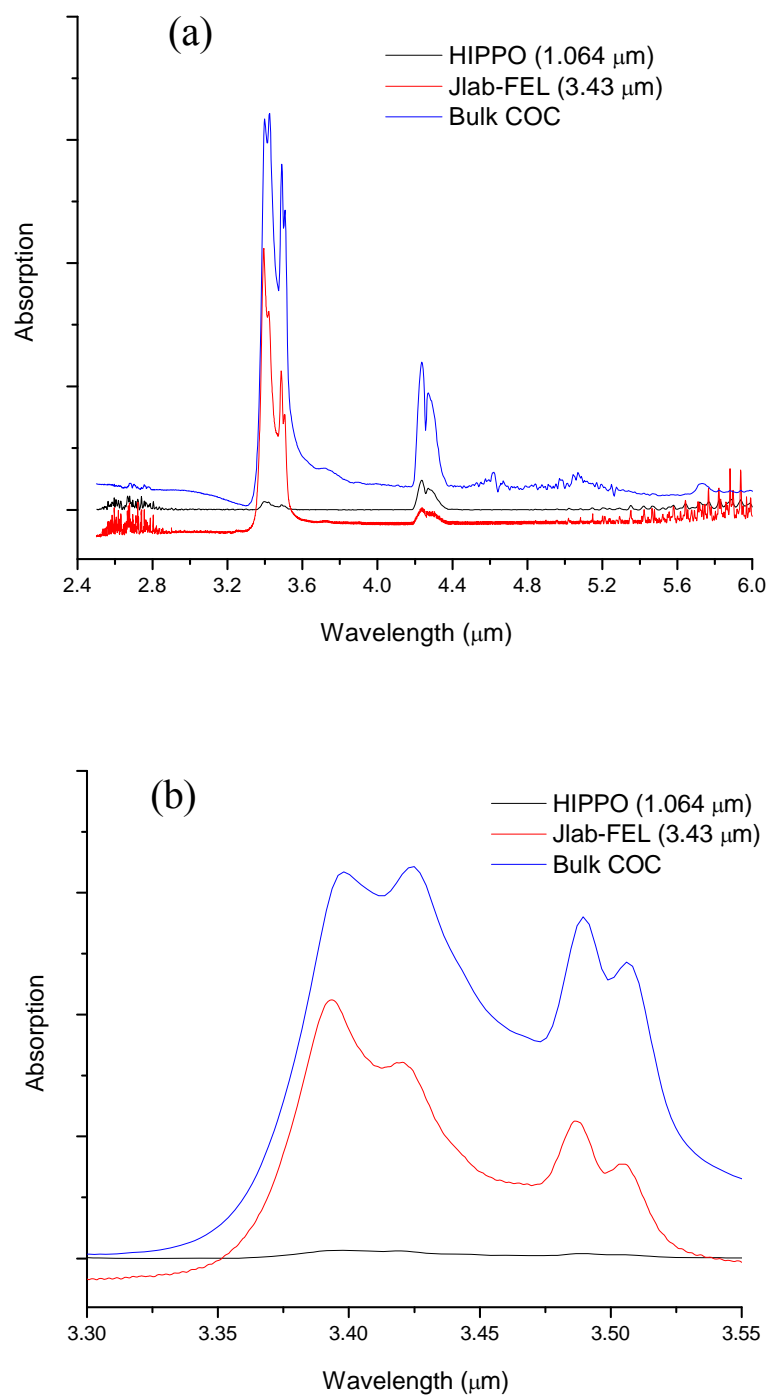 (a)
HIPPO (1.064 μm)
Jlab-FEL (3.43 μm)
Bulk COC
Absorption
2.4 2.8 3.2 3.6 4.0 4.4 4.8 5.2 5.6 6.0
Wavelength (μm)
(b)
HIPPO (1.064 μm)
Jlab-FEL (3.43 μm)
Bulk COC
Absorption
3.30 3.35 3.40 3.45 3.50 3.55
Wavelength (μm)